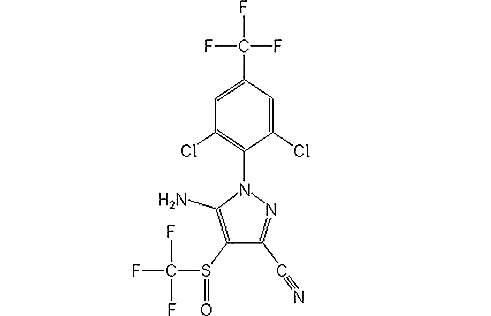 F
F C F
Cl Cl
N
H₂N N
F
F C S C
F O N